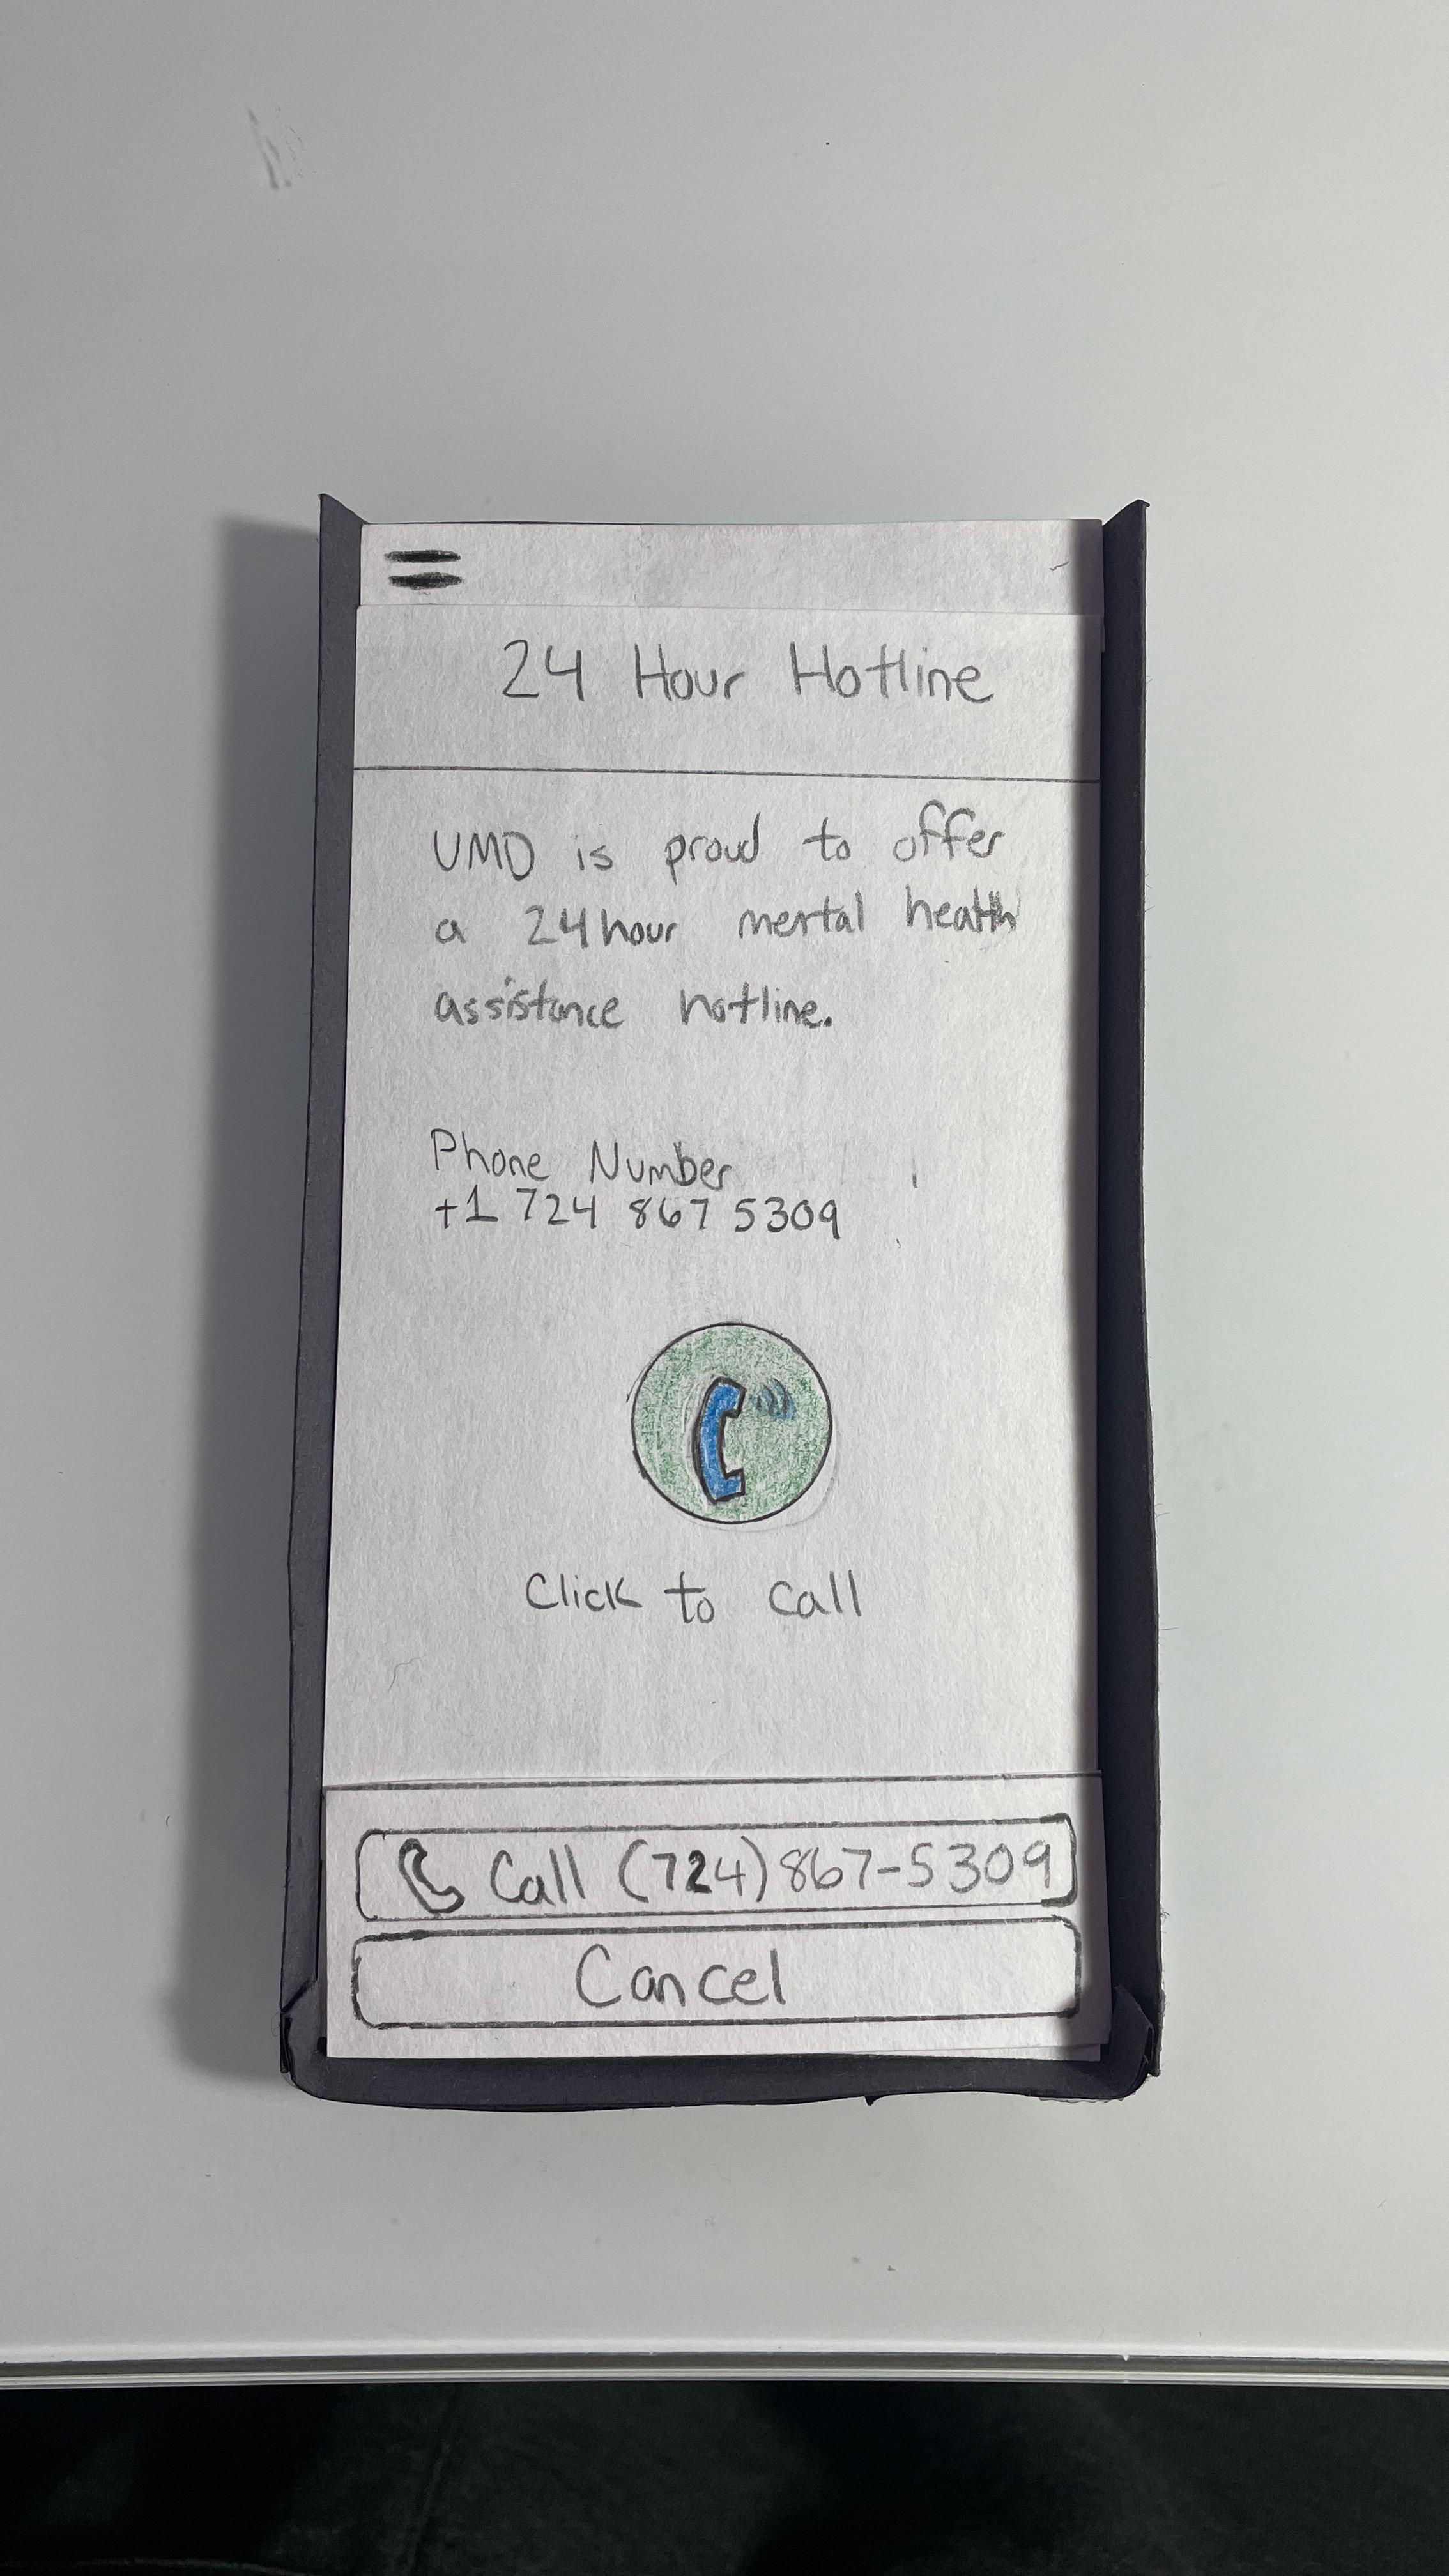 24 Hour Hotline
UMD is proud to offer
a 24 hour mental health
assistance hotline.
Phone Number
+1 724 867 5309
Click to call
Call (724)867-5309
Cancel